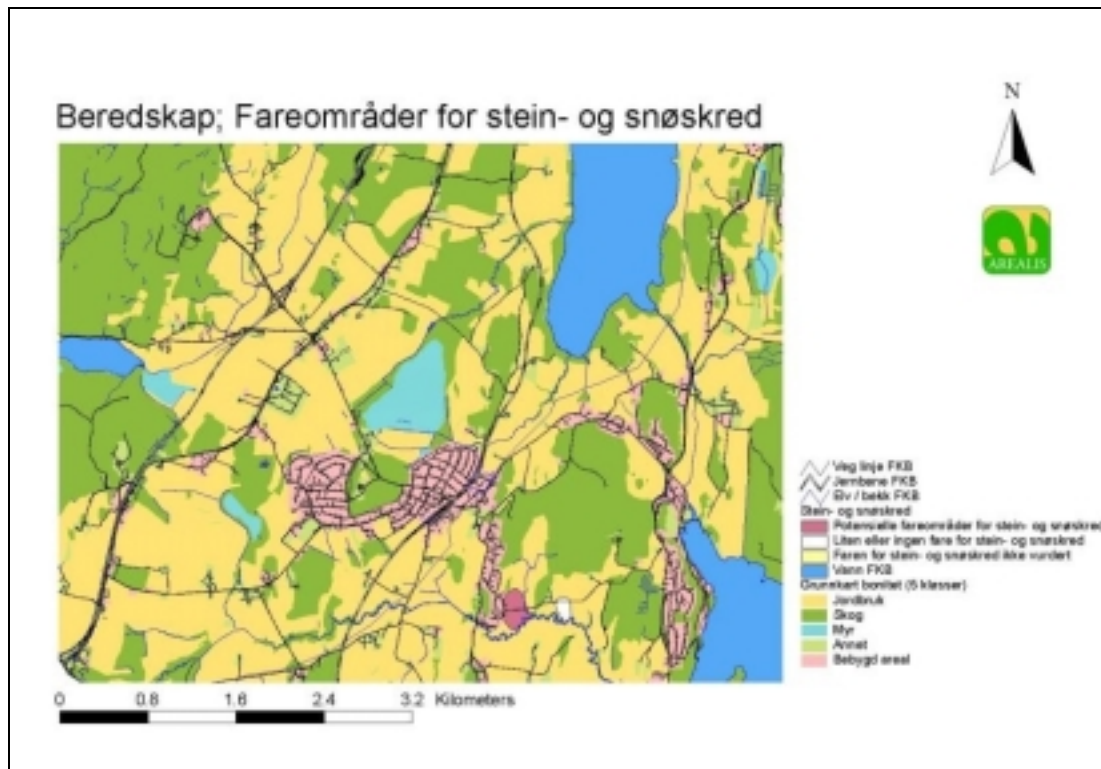 Beredskap; Fareområder for stein- og snøskred
N
AREALIS
Veg linje FKB
Jernbane FKB
Elv / bekk FKB
Stein- og snøskred
Potensielle fareområder for stein- og snøskred
Liten eller ingen fare for stein- og snøskred
Faren for stein- og snøskred ikke vurdert
Vann FKB
Grunnkart bonitet (5 klasser)
Jordbruk
Skog
Myr
Annet
Bebygd areal
0 0.8 1.6 2.4 3.2 Kilometers